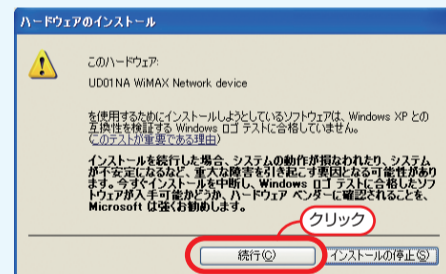 ハードウェアのインストール
このハードウェア:
UD01NA WiMAX Network device
を使用するためにインストールしようとしているソフトウェアは、Windows XP との
互換性を検証する Windows ロゴ テストに合格していません。
(このテストが重要である理由)
インストールを続行した場合、システムの動作が損なわれたり、システム
が不安定になるなど、重大な障害を引き起こす要因となる可能性があり
ます。今すぐインストールを中断し、Windows ロゴ テストに合格したソフ
トウェアが入手可能かどうか、ハードウェア ベンダーに確認されることを、
Microsoft は強くお勧めします。
クリック
続行(C)
インストールの停止(S)